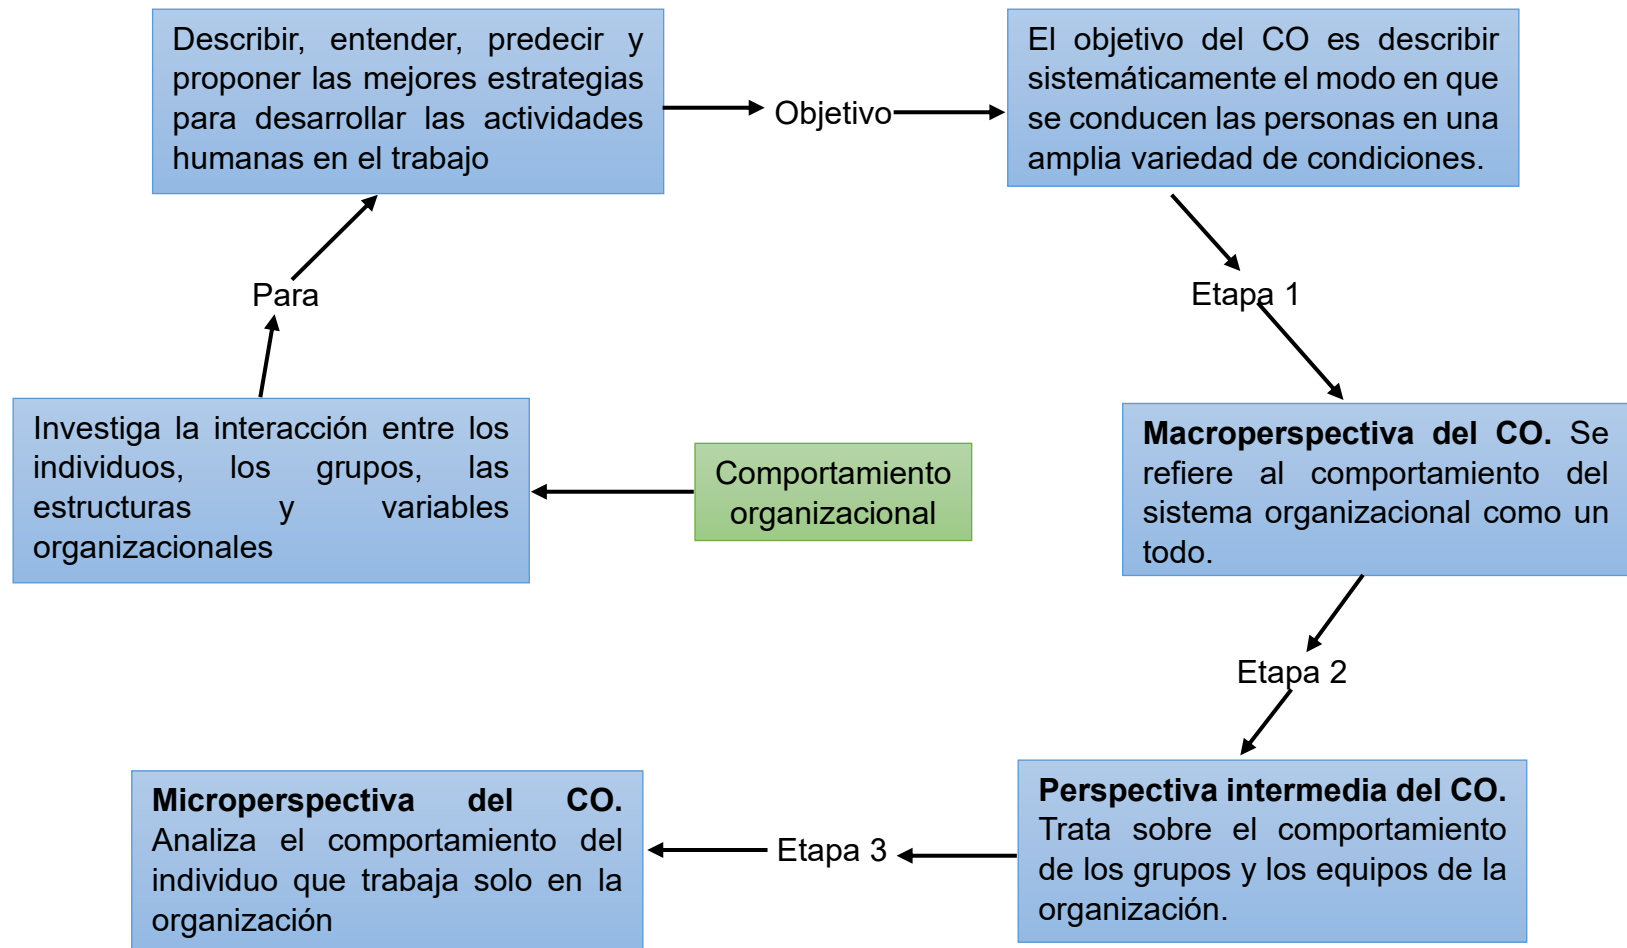 Describir, entender, predecir y
proponer las mejores estrategias
para desarrollar las actividades
humanas en el trabajo
Objetivo
El objetivo del CO es describir
sistemáticamente el modo en que
se conducen las personas en una
amplia variedad de condiciones.
Para
Etapa 1
Investiga la interacción entre los
individuos, los grupos, las
estructuras y variables
organizacionales
Comportamiento
organizacional
Macroperspectiva del CO. Se
refiere al comportamiento del
sistema organizacional como un
todo.
Etapa 2
Microperspectiva del CO.
Analiza el comportamiento del
individuo que trabaja solo en la
organización
Etapa 3
Perspectiva intermedia del CO.
Trata sobre el comportamiento
de los grupos y los equipos de la
organización.